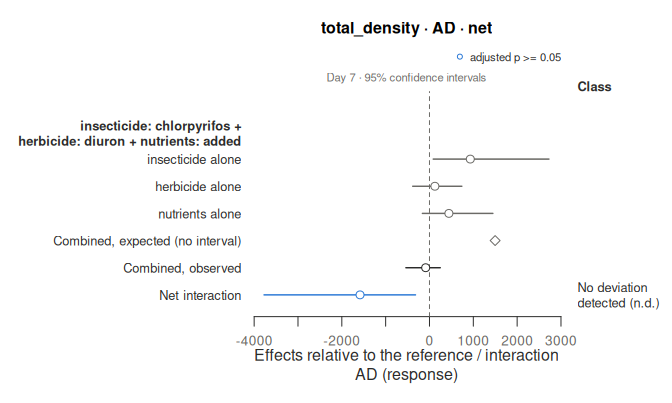 total_density · AD · net
adjusted p >= 0.05
Day 7 · 95% confidence intervals
Class
insecticide: chlorpyrifos +
herbicide: diuron + nutrients: added
insecticide alone
herbicide alone
nutrients alone
Combined, expected (no interval)
Combined, observed
Net interaction
No deviation
detected (n.d.)
-4000 -2000 0 1000 2000 3000
Effects relative to the reference / interaction
AD (response)